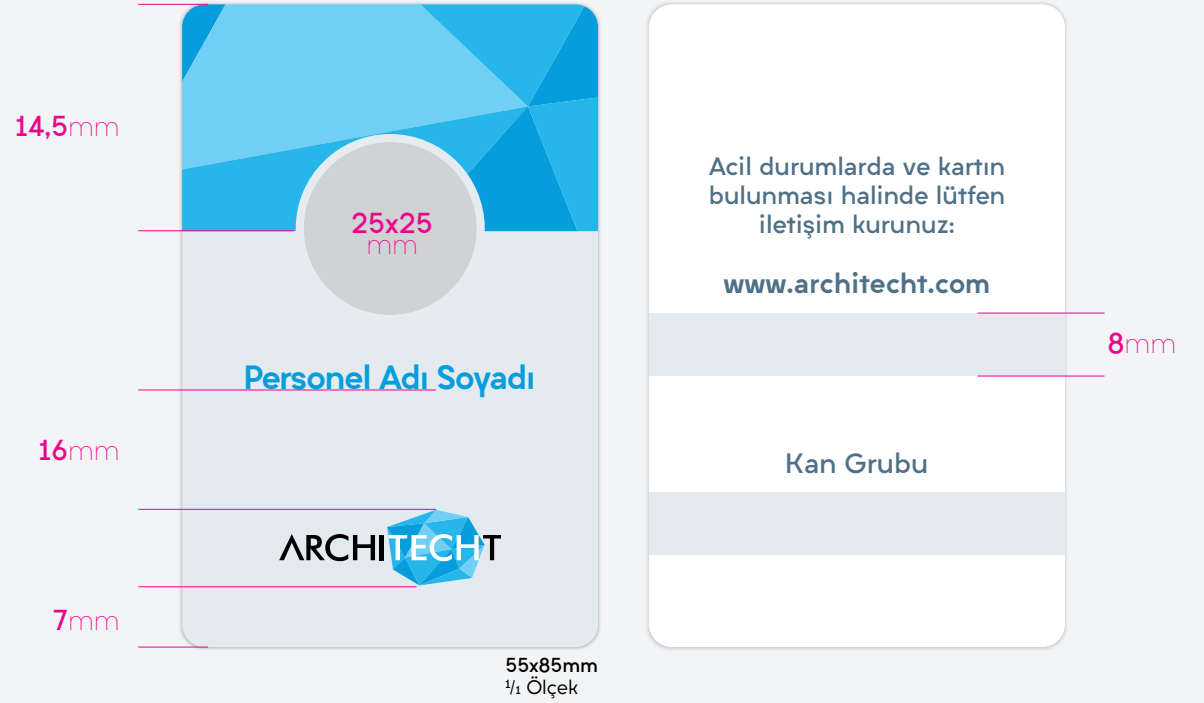 14,5mm
25x25
mm
Personel Adı Soyadı
16mm
ARCHITECHT
7mm
55x85mm
1/1 Ölçek
Acil durumlarda ve kartın
bulunması halinde lütfen
iletişim kurunuz:
www.architecht.com
8mm
Kan Grubu